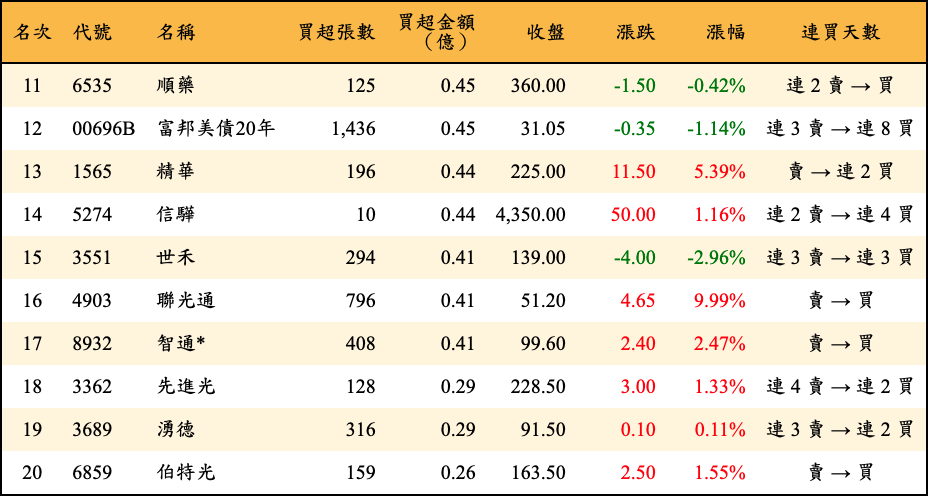 名次 代號 名稱 買超張數 買超金額（億） 收盤 漲跌 漲幅 連買天數
11 6535 順藥 125 0.45 360.00 -1.50 -0.42% 連 2 賣 → 買
12 00696B 富邦美債20年 1,436 0.45 31.05 -0.35 -1.14% 連 3 賣 → 連 8 買
13 1565 精華 196 0.44 225.00 11.50 5.39% 賣 → 連 2 買
14 5274 信驊 10 0.44 4,350.00 50.00 1.16% 連 2 賣 → 連 4 買
15 3551 世禾 294 0.41 139.00 -4.00 -2.96% 連 3 賣 → 連 3 買
16 4903 聯光通 796 0.41 51.20 4.65 9.99% 賣 → 買
17 8932 智通* 408 0.41 99.60 2.40 2.47% 賣 → 買
18 3362 先進光 128 0.29 228.50 3.00 1.33% 連 4 賣 → 連 2 買
19 3689 湧德 316 0.29 91.50 0.10 0.11% 連 3 賣 → 連 2 買
20 6859 伯特光 159 0.26 163.50 2.50 1.55% 賣 → 買